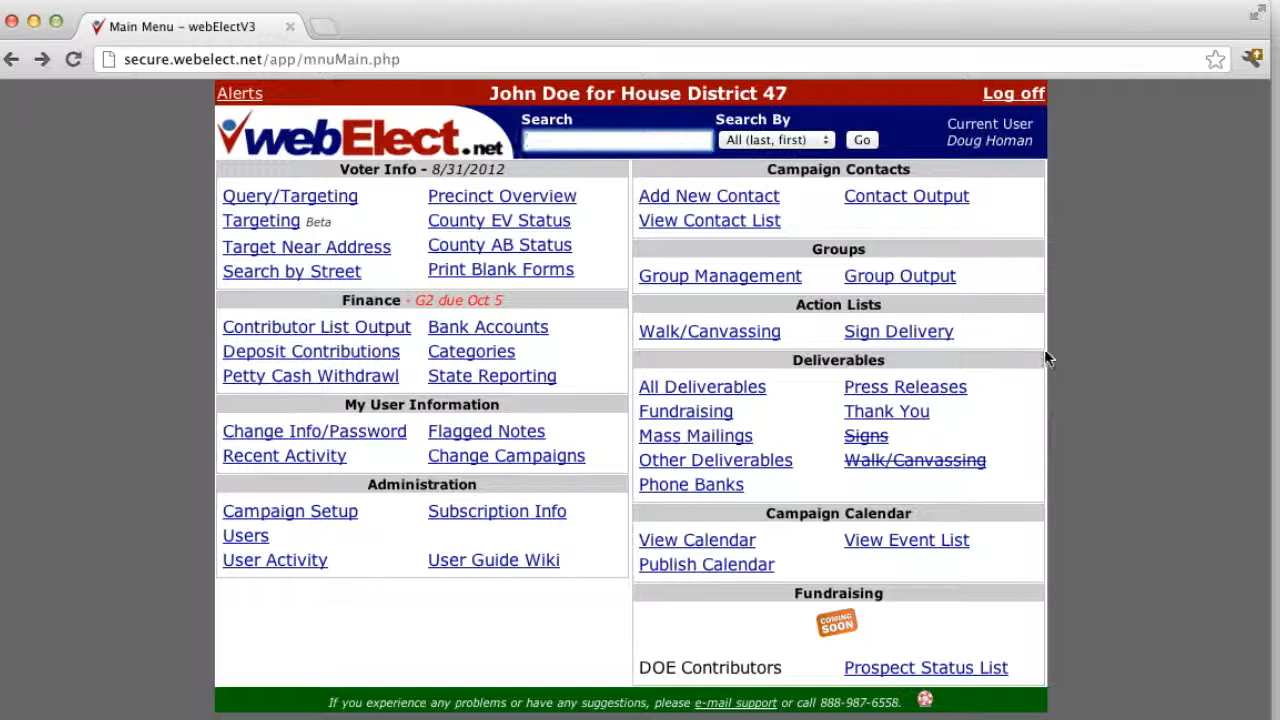 Main Menu – webElectV3
secure.webelect.net/app/mnuMain.php
Alerts
John Doe for House District 47
Log off
webElect.net
Search
Search By
All (last, first)
Go
Current User
Doug Homan
Voter Info - 8/31/2012
Query/Targeting
Precinct Overview
Targeting Beta
County EV Status
Target Near Address
County AB Status
Search by Street
Print Blank Forms
Finance - G2 due Oct 5
Contributor List Output
Bank Accounts
Deposit Contributions
Categories
Petty Cash Withdrawl
State Reporting
My User Information
Change Info/Password
Flagged Notes
Recent Activity
Change Campaigns
Administration
Campaign Setup
Subscription Info
Users
User Activity
User Guide Wiki
Campaign Contacts
Add New Contact
Contact Output
View Contact List
Groups
Group Management
Group Output
Action Lists
Walk/Canvassing
Sign Delivery
Deliverables
All Deliverables
Press Releases
Fundraising
Thank You
Mass Mailings
Signs
Other Deliverables
Walk/Canvassing
Phone Banks
Campaign Calendar
View Calendar
View Event List
Publish Calendar
Fundraising
COMING
SOON
DOE Contributors
Prospect Status List
If you experience any problems or have any suggestions, please e-mail support or call 888-987-6558.